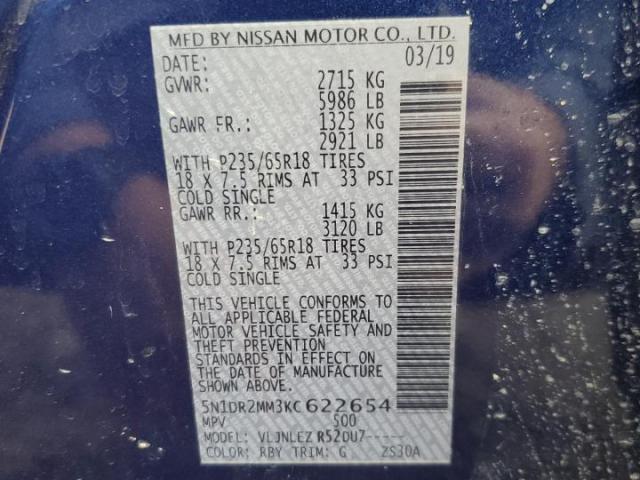 MFD BY NISSAN MOTOR CO., LTD.
DATE: 03/19
GVWR: 2715 KG
5986 LB
GAWR FR.: 1325 KG
2921 LB
WITH P235/65R18 TIRES
18 X 7.5 RIMS AT 33 PSI
COLD SINGLE
GAWR RR.: 1415 KG
3120 LB
WITH P235/65R18 TIRES
18 X 7.5 RIMS AT 33 PSI
COLD SINGLE
THIS VEHICLE CONFORMS TO
ALL APPLICABLE FEDERAL
MOTOR VEHICLE SAFETY AND
THEFT PREVENTION
STANDARDS IN EFFECT ON
THE DATE OF MANUFACTURE
SHOWN ABOVE.
5N1DR2MM3KC622654
MPV 500
MODEL: VLJNLEZ R52DU7-----
COLOR: RBY TRIM: G ZS30A